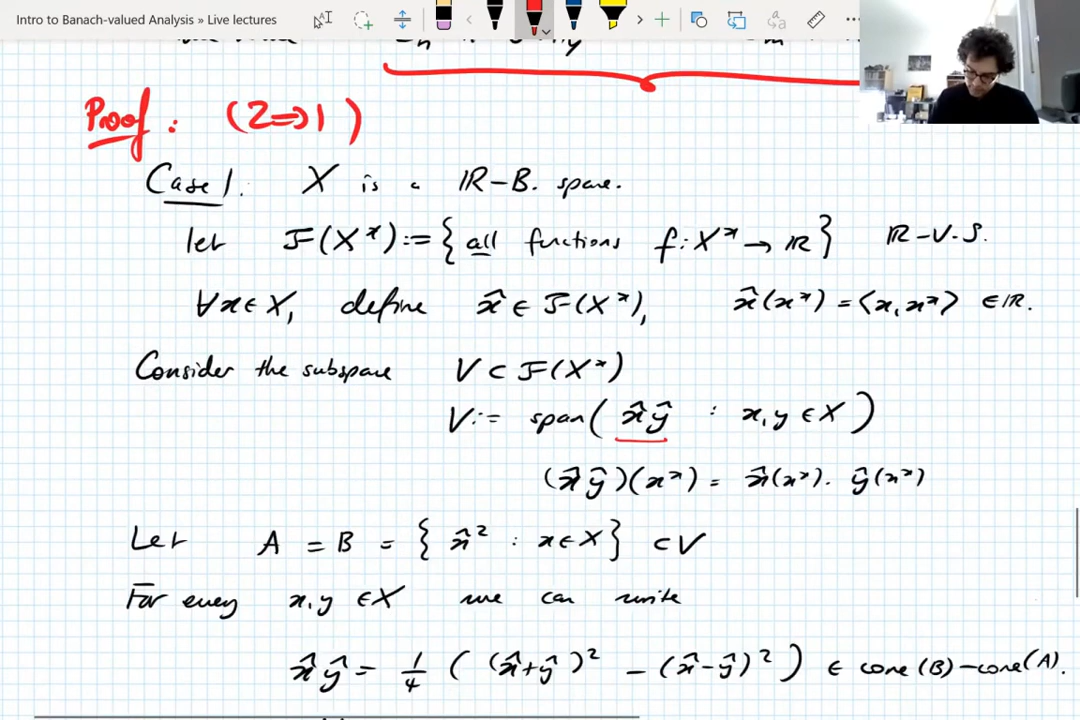 Intro to Banach-valued Analysis » Live lectures
Proof : (2⇒1)
Case 1. X is a ℝ-B. space.
let F(X*) := { all functions f : X* → ℝ } ℝ-V.S.
∀x∈X, define x̂ ∈ F(X*), x̂(x*) = <x, x*> ∈ ℝ.
Consider the subspace V ⊂ F(X*)
V := span( x̂ŷ : x,y ∈ X )
(x̂ŷ)(x*) = x̂(x*). ŷ(x*)
Let A = B = { x̂² : x∈X } ⊂ V
For every x,y ∈ X we can write
x̂ŷ = 1/4 ( (x̂+ŷ)² - (x̂-ŷ)² ) ∈ cone(B)-cone(A).